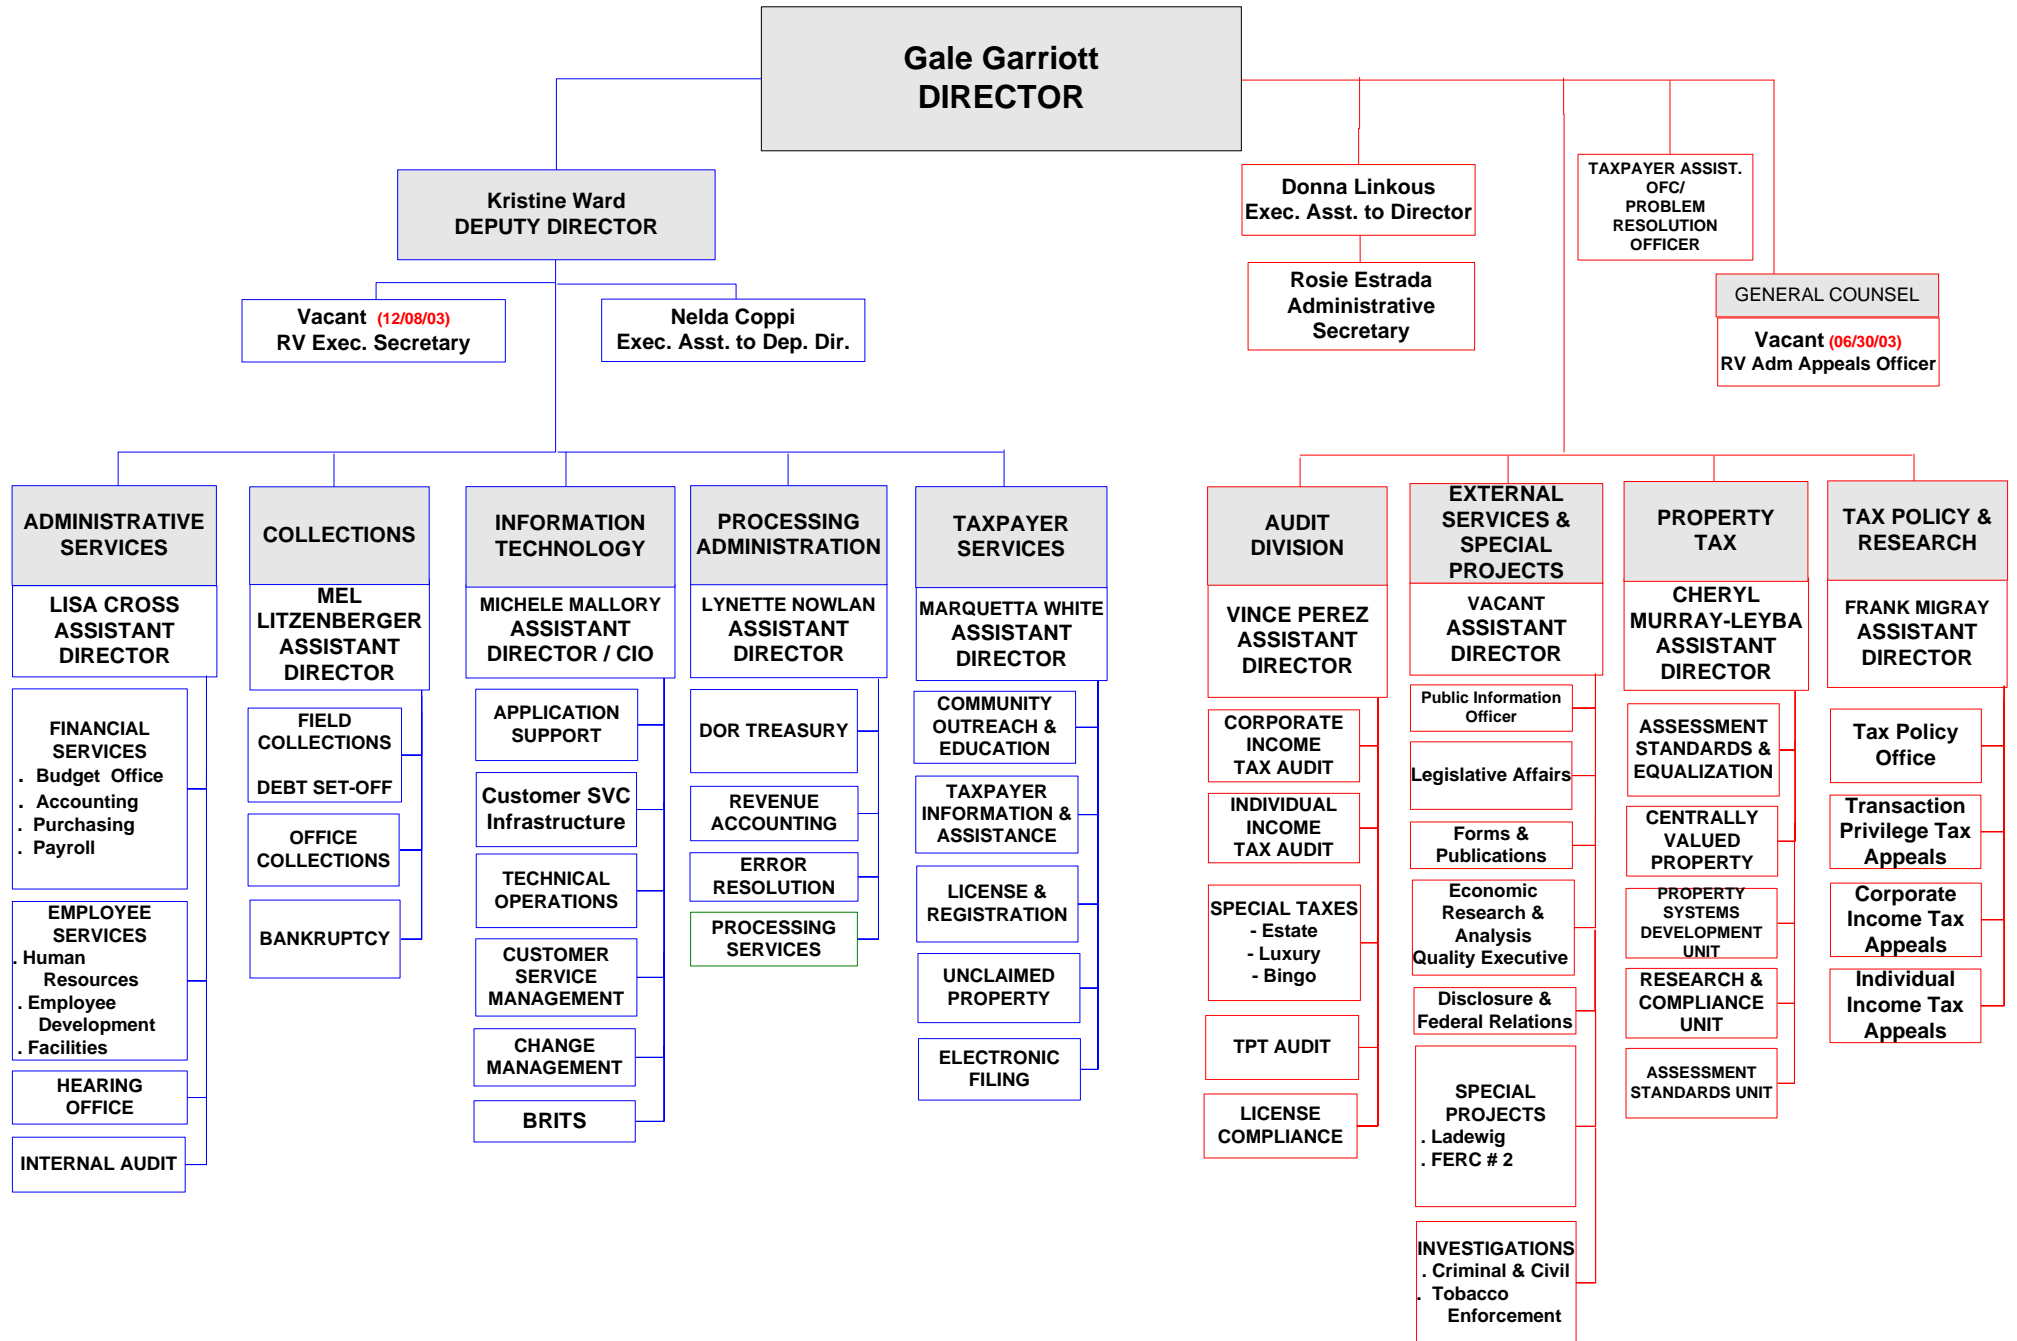 Gale Garriott
DIRECTOR
Kristine Ward
DEPUTY DIRECTOR
Vacant (12/08/03)
RV Exec. Secretary
Nelda Coppi
Exec. Asst. to Dep. Dir.
Donna Linkous
Exec. Asst. to Director
Rosie Estrada
Administrative
Secretary
TAXPAYER ASSIST.
OFC/
PROBLEM
RESOLUTION
OFFICER
GENERAL COUNSEL
Vacant (06/30/03)
RV Adm Appeals Officer
ADMINISTRATIVE
SERVICES
LISA CROSS
ASSISTANT
DIRECTOR
FINANCIAL
SERVICES
. Budget Office
. Accounting
. Purchasing
. Payroll
EMPLOYEE
SERVICES
. Human
Resources
. Employee
Development
. Facilities
HEARING
OFFICE
INTERNAL AUDIT
COLLECTIONS
MEL
LITZENBERGER
ASSISTANT
DIRECTOR
FIELD
COLLECTIONS
DEBT SET-OFF
OFFICE
COLLECTIONS
BANKRUPTCY
INFORMATION
TECHNOLOGY
MICHELE MALLORY
ASSISTANT
DIRECTOR / CIO
APPLICATION
SUPPORT
Customer SVC
Infrastructure
TECHNICAL
OPERATIONS
CUSTOMER
SERVICE
MANAGEMENT
CHANGE
MANAGEMENT
BRITS
PROCESSING
ADMINISTRATION
LYNETTE NOWLAN
ASSISTANT
DIRECTOR
DOR TREASURY
REVENUE
ACCOUNTING
ERROR
RESOLUTION
PROCESSING
SERVICES
TAXPAYER
SERVICES
MARQUETTA WHITE
ASSISTANT
DIRECTOR
COMMUNITY
OUTREACH &
EDUCATION
TAXPAYER
INFORMATION &
ASSISTANCE
LICENSE &
REGISTRATION
UNCLAIMED
PROPERTY
ELECTRONIC
FILING
AUDIT
DIVISION
VINCE PEREZ
ASSISTANT
DIRECTOR
CORPORATE
INCOME
TAX AUDIT
INDIVIDUAL
INCOME
TAX AUDIT
SPECIAL TAXES
- Estate
- Luxury
- Bingo
TPT AUDIT
LICENSE
COMPLIANCE
EXTERNAL
SERVICES &
SPECIAL
PROJECTS
VACANT
ASSISTANT
DIRECTOR
Public Information
Officer
Legislative Affairs
Forms &
Publications
Economic
Research &
Analysis
Quality Executive
Disclosure &
Federal Relations
SPECIAL
PROJECTS
. Ladewig
. FERC # 2
INVESTIGATIONS
. Criminal & Civil
. Tobacco
Enforcement
PROPERTY
TAX
CHERYL
MURRAY-LEYBA
ASSISTANT
DIRECTOR
ASSESSMENT
STANDARDS &
EQUALIZATION
CENTRALLY
VALUED
PROPERTY
PROPERTY
SYSTEMS
DEVELOPMENT
UNIT
RESEARCH &
COMPLIANCE
UNIT
ASSESSMENT
STANDARDS UNIT
TAX POLICY &
RESEARCH
FRANK MIGRAY
ASSISTANT
DIRECTOR
Tax Policy
Office
Transaction
Privilege Tax
Appeals
Corporate
Income Tax
Appeals
Individual
Income Tax
Appeals